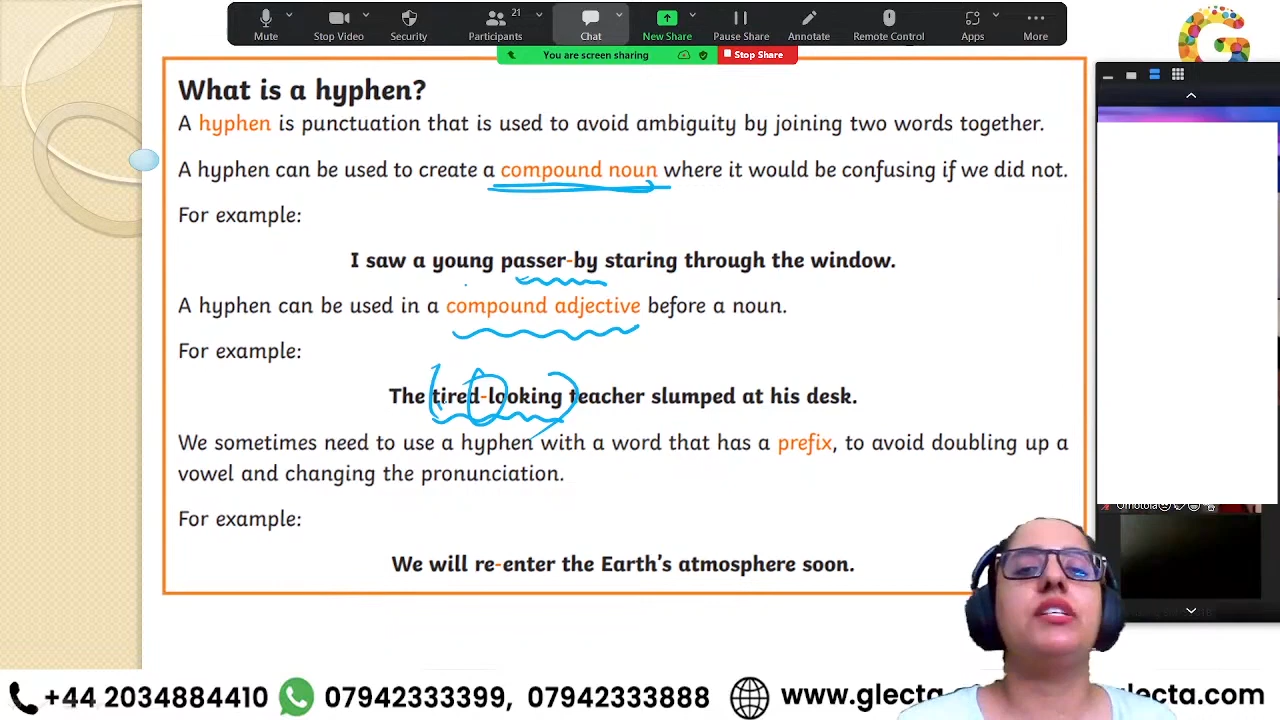 Mute
Stop Video
Security
21
Participants
Chat
New Share
Pause Share
Annotate
Remote Control
Apps
More
You are screen sharing
Stop Share
G
What is a hyphen?
A hyphen is punctuation that is used to avoid ambiguity by joining two words together.
A hyphen can be used to create a compound noun where it would be confusing if we did not.
For example:
I saw a young passer-by staring through the window.
A hyphen can be used in a compound adjective before a noun.
For example:
The tired-looking teacher slumped at his desk.
We sometimes need to use a hyphen with a word that has a prefix, to avoid doubling up a
vowel and changing the pronunciation.
For example:
We will re-enter the Earth's atmosphere soon.
Omotola
+44 2034884410 07942333399, 07942333888 www.glecta. glecta.com